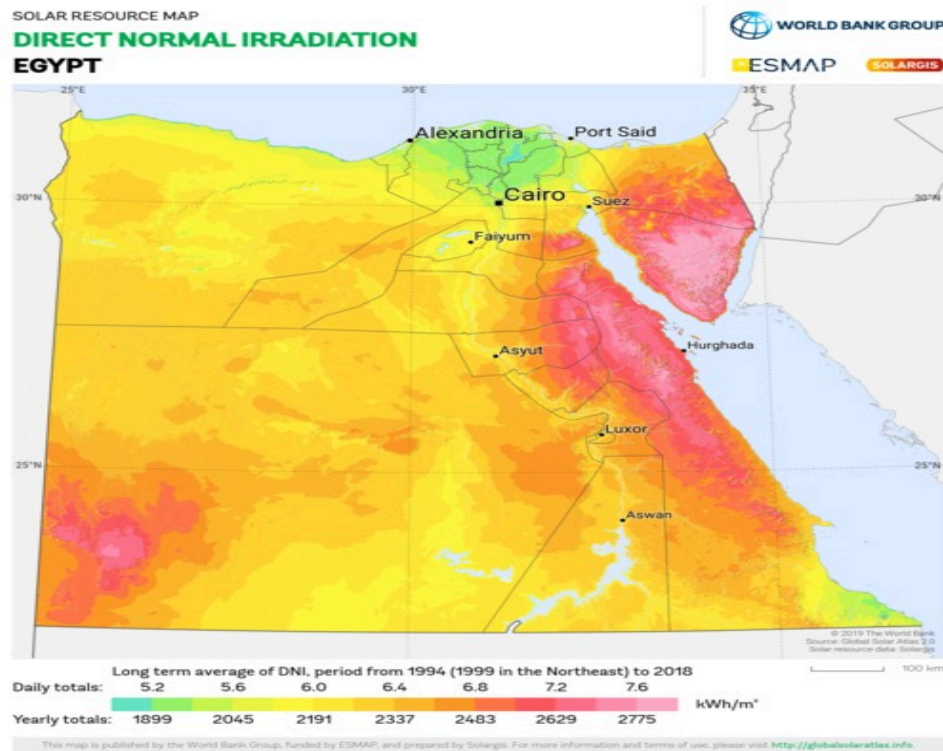 SOLAR RESOURCE MAP
DIRECT NORMAL IRRADIATION
EGYPT
WORLD BANK GROUP
ESMAP
SOLARGIS
25°E
30°E
35°E
Alexandria
Port Said
30°N
Cairo
Suez
30°N
Faiyum
Asyut
Hurghada
Luxor
25°N
25°N
Aswan
© 2019 The World Bank
Source: Global Solar Atlas 2.0
Solar resource data: Solargis
Long term average of DNI, period from 1994 (1999 in the Northeast) to 2018
100 km
Daily totals: 5.2 5.6 6.0 6.4 6.8 7.2 7.6
kWh/m²
Yearly totals: 1899 2045 2191 2337 2483 2629 2775
This map is published by the World Bank Group, funded by ESMAP, and prepared by Solargis. For more information and terms of use, please visit http://globalsolaratlas.info.